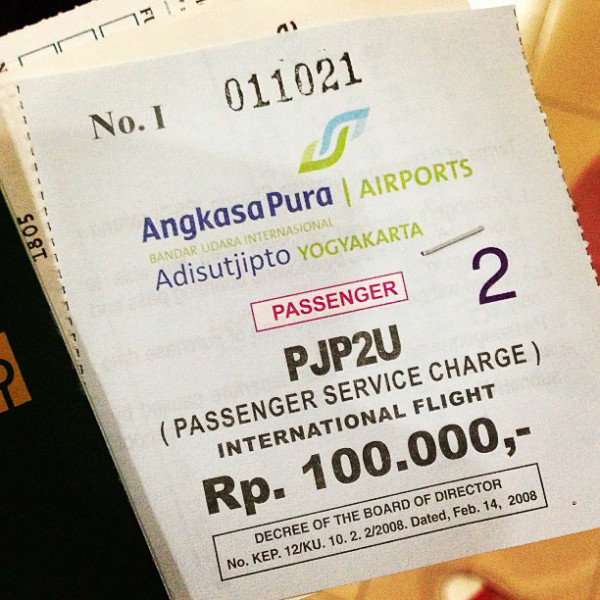 No. I 011021
AngkasaPura | AIRPORTS
BANDAR UDARA INTERNASIONAL
Adisutjipto YOGYAKARTA
PASSENGER
2
PJP2U
( PASSENGER SERVICE CHARGE )
INTERNATIONAL FLIGHT
Rp. 100.000,-
DECREE OF THE BOARD OF DIRECTOR
No. KEP. 12/KU. 10. 2. 2/2008. Dated, Feb. 14, 2008